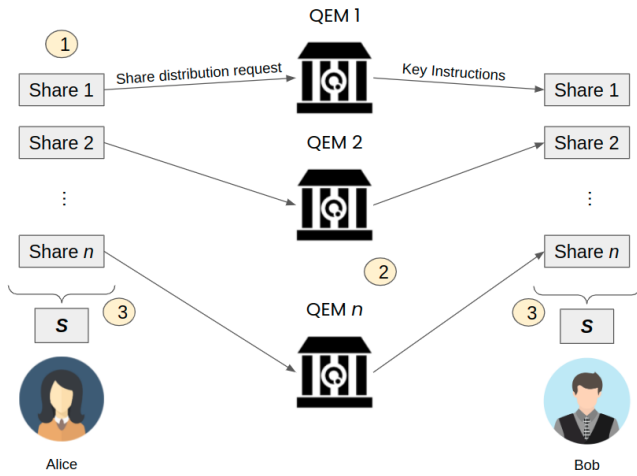 QEM 1
1
Share distribution request
Key Instructions
Share 1
Share 1
QEM 2
Share 2
Share 2
⋮
⋮
Share n
Share n
2
3
QEM n
3
S
S
Alice
Bob